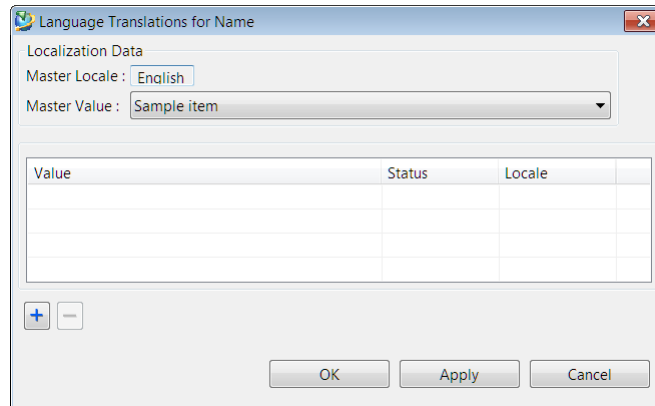 Language Translations for Name
Localization Data
Master Locale : English
Master Value : Sample item
Value Status Locale
OK Apply Cancel